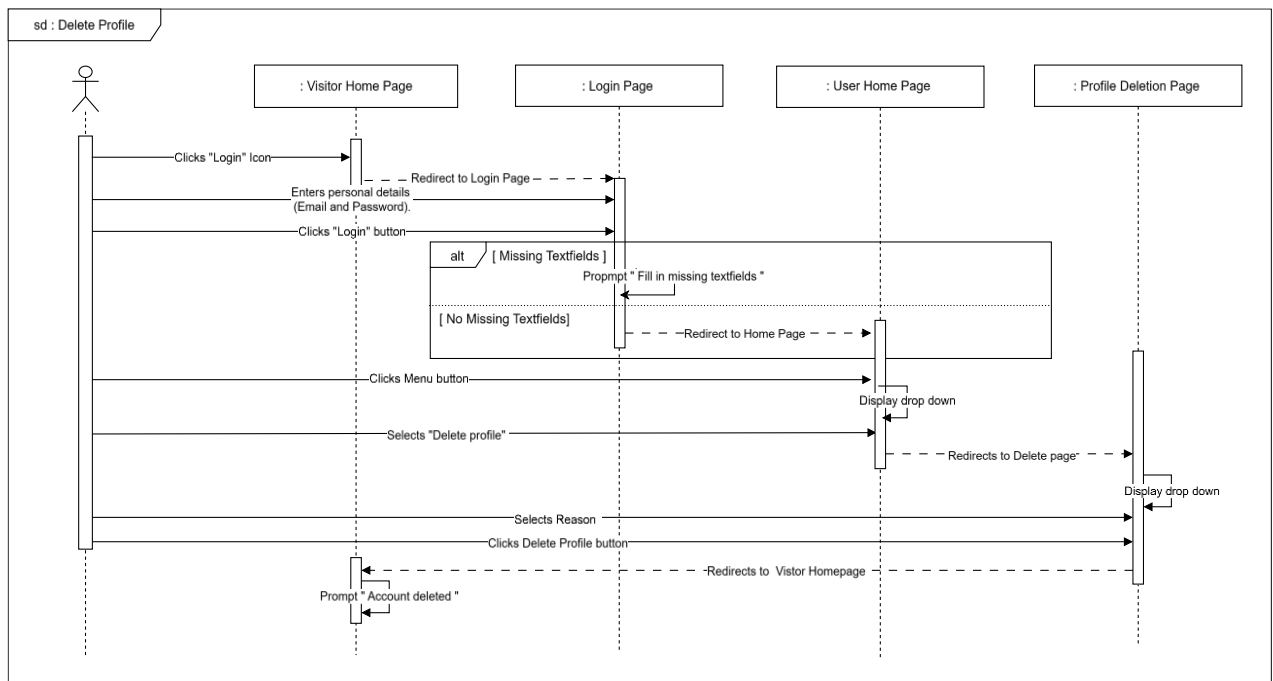 sd : Delete Profile
: Visitor Home Page
: Login Page
: User Home Page
: Profile Deletion Page
Clicks "Login" Icon
Redirect to Login Page
Enters personal details
(Email and Password).
Clicks "Login" button
alt
[ Missing Textfields ]
Propmpt " Fill in missing textfields "
[ No Missing Textfields]
Redirect to Home Page
Clicks Menu button
Display drop down
Selects "Delete profile"
Redirects to Delete page
Display drop down
Selects Reason
Clicks Delete Profile button
Redirects to Vistor Homepage
Prompt " Account deleted "